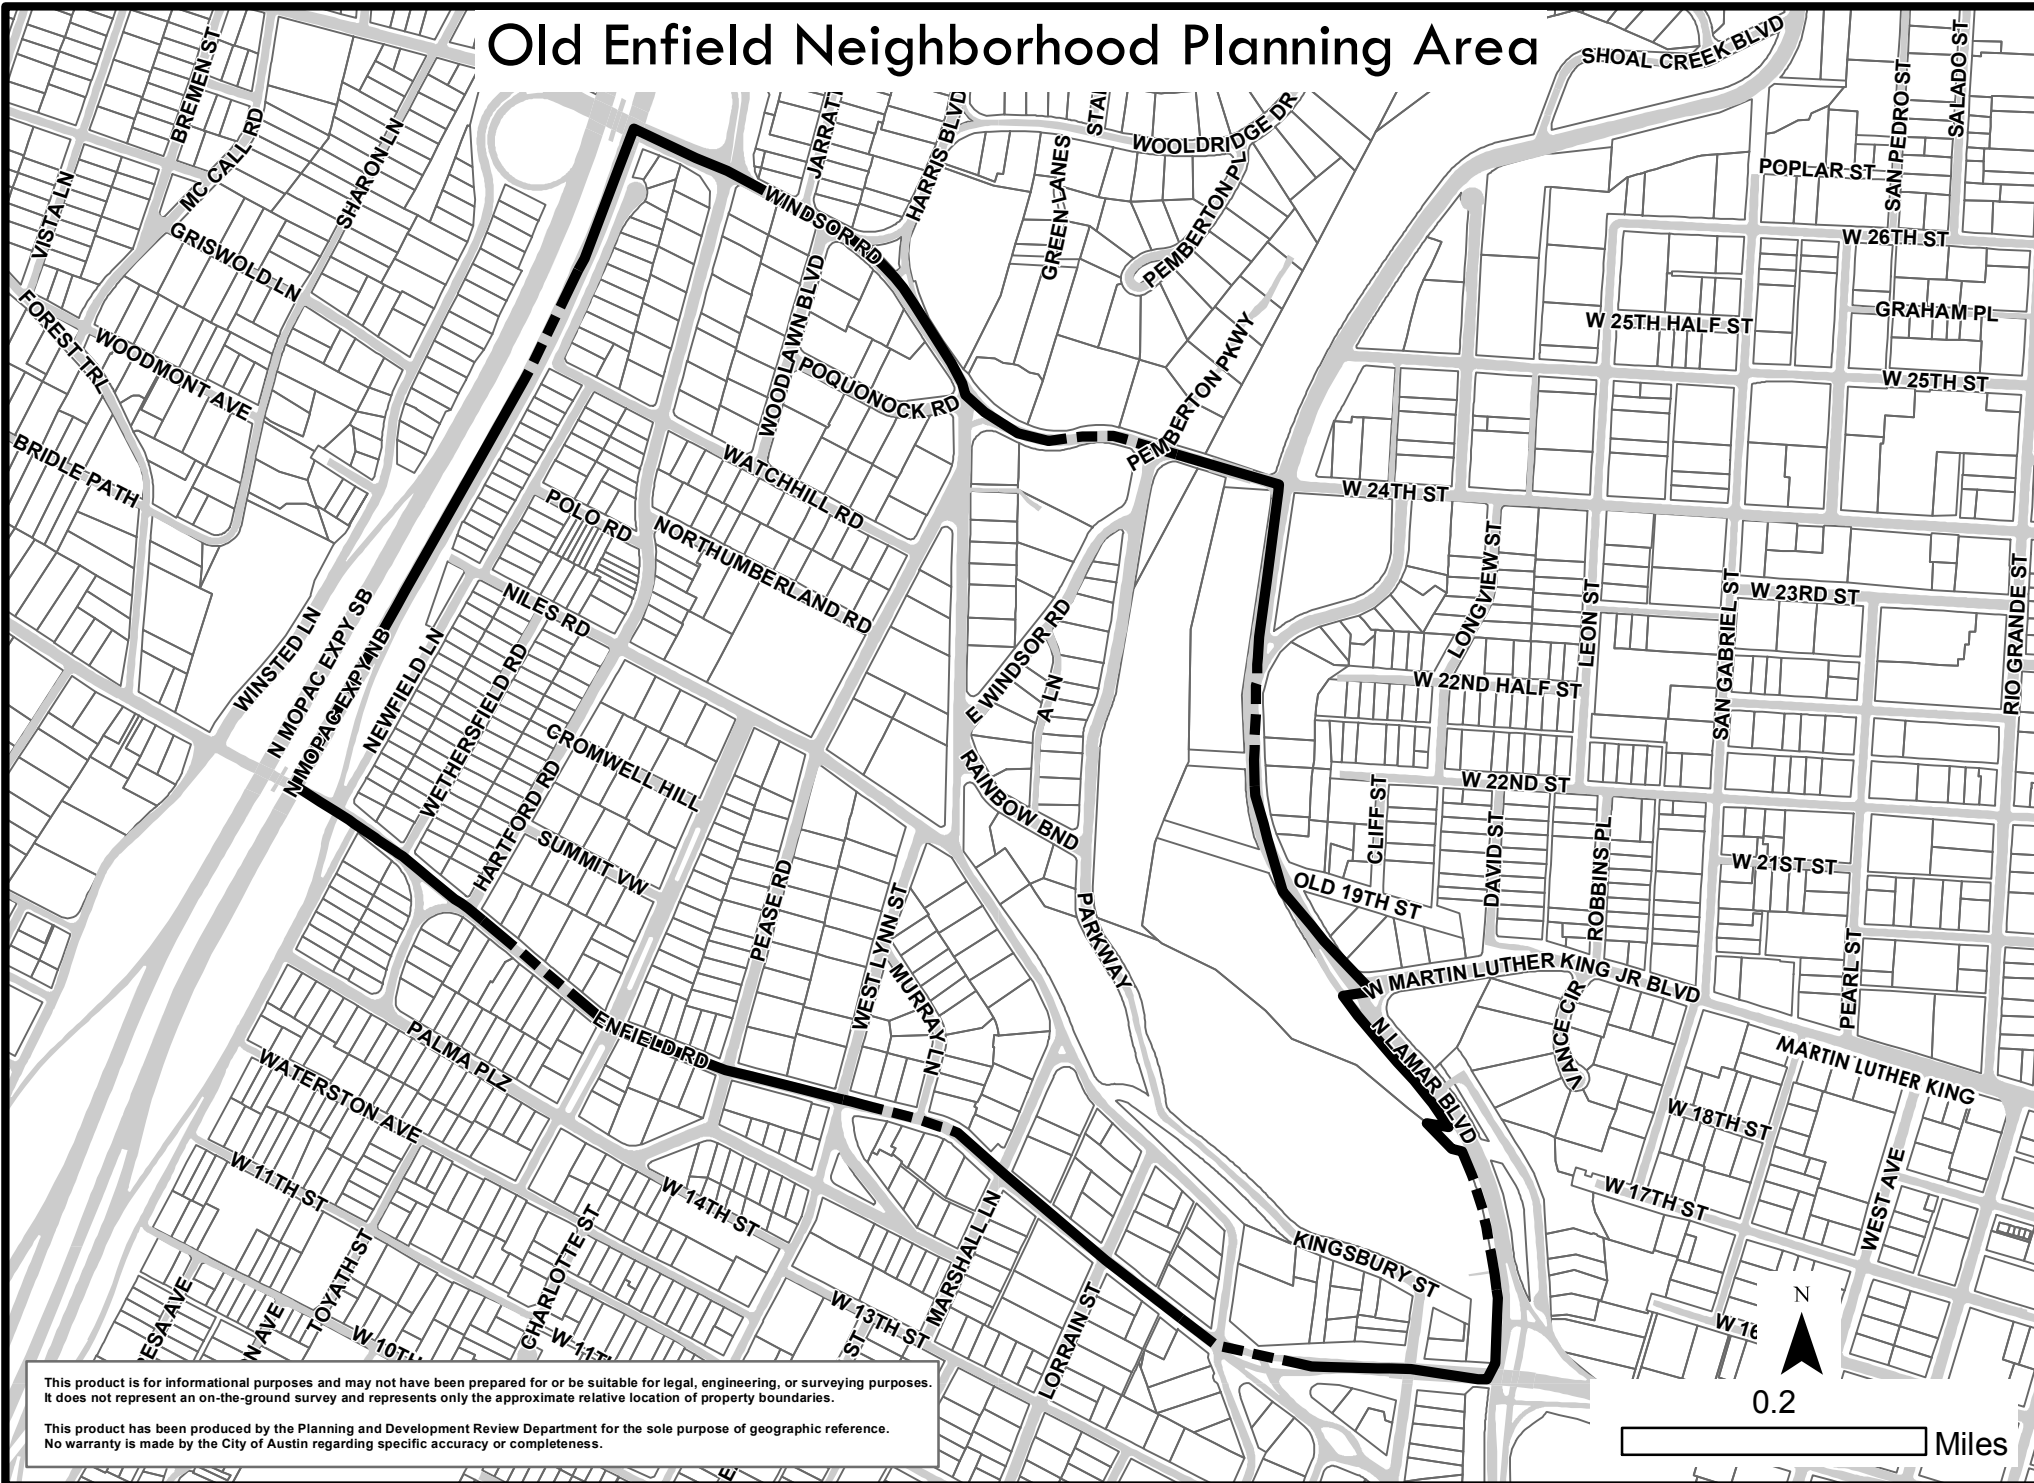 Old Enfield Neighborhood Planning Area
SHOAL CREEK BLVD
BREMEN ST
MC CALL RD
SHARON LN
VISTA LN
GRISWOLD LN
FOREST TRL
WOODMONT AVE
BRIDLE PATH
JARRATT
HARRIS BLVD
WINDSOR RD
WOODLAWN BLVD
POQUONOCK RD
GREEN LANES
STA
WOOLDRIDGE DR
PEMBERTON PL
PEMBERTON PKWY
SAN PEDRO ST
SALADO ST
POPLAR ST
W 26TH ST
GRAHAM PL
W 25TH HALF ST
W 25TH ST
W 24TH ST
WATCHHILL RD
POLO RD
NORTHUMBERLAND RD
NILES RD
WINSTED LN
N MOPAC EXPY SB
N MOPAC EXPY NB
NEWFIELD LN
WETHERSFIELD RD
HARTFORD RD
CROMWELL HILL
SUMMIT VW
E WINDSOR RD
A LN
RAINBOW BND
PARKWAY
PEASE RD
WEST LYNN ST
MURRAY LN
ENFIELD RD
LONGVIEW ST
LEON ST
SAN GABRIEL ST
W 23RD ST
RIO GRANDE ST
W 22ND HALF ST
W 22ND ST
CLIFF ST
DAVID ST
ROBBINS PL
W 21ST ST
OLD 19TH ST
PEARL ST
W MARTIN LUTHER KING JR BLVD
VANCE CIR
MARTIN LUTHER KING
N LAMAR BLVD
W 18TH ST
W 17TH ST
WEST AVE
W 16
KINGSBURY ST
PALMA PLZ
WATERSTON AVE
W 11TH ST
W 14TH ST
W 13TH ST
MARSHALL LN
LORRAIN ST
CHARLOTTE ST
TOYATH ST
ESA AVE
N AVE
W 10TH
W 11T
ST
E
N
0.2
Miles
This product is for informational purposes and may not have been prepared for or be suitable for legal, engineering, or surveying purposes.
It does not represent an on-the-ground survey and represents only the approximate relative location of property boundaries.
This product has been produced by the Planning and Development Review Department for the sole purpose of geographic reference.
No warranty is made by the City of Austin regarding specific accuracy or completeness.